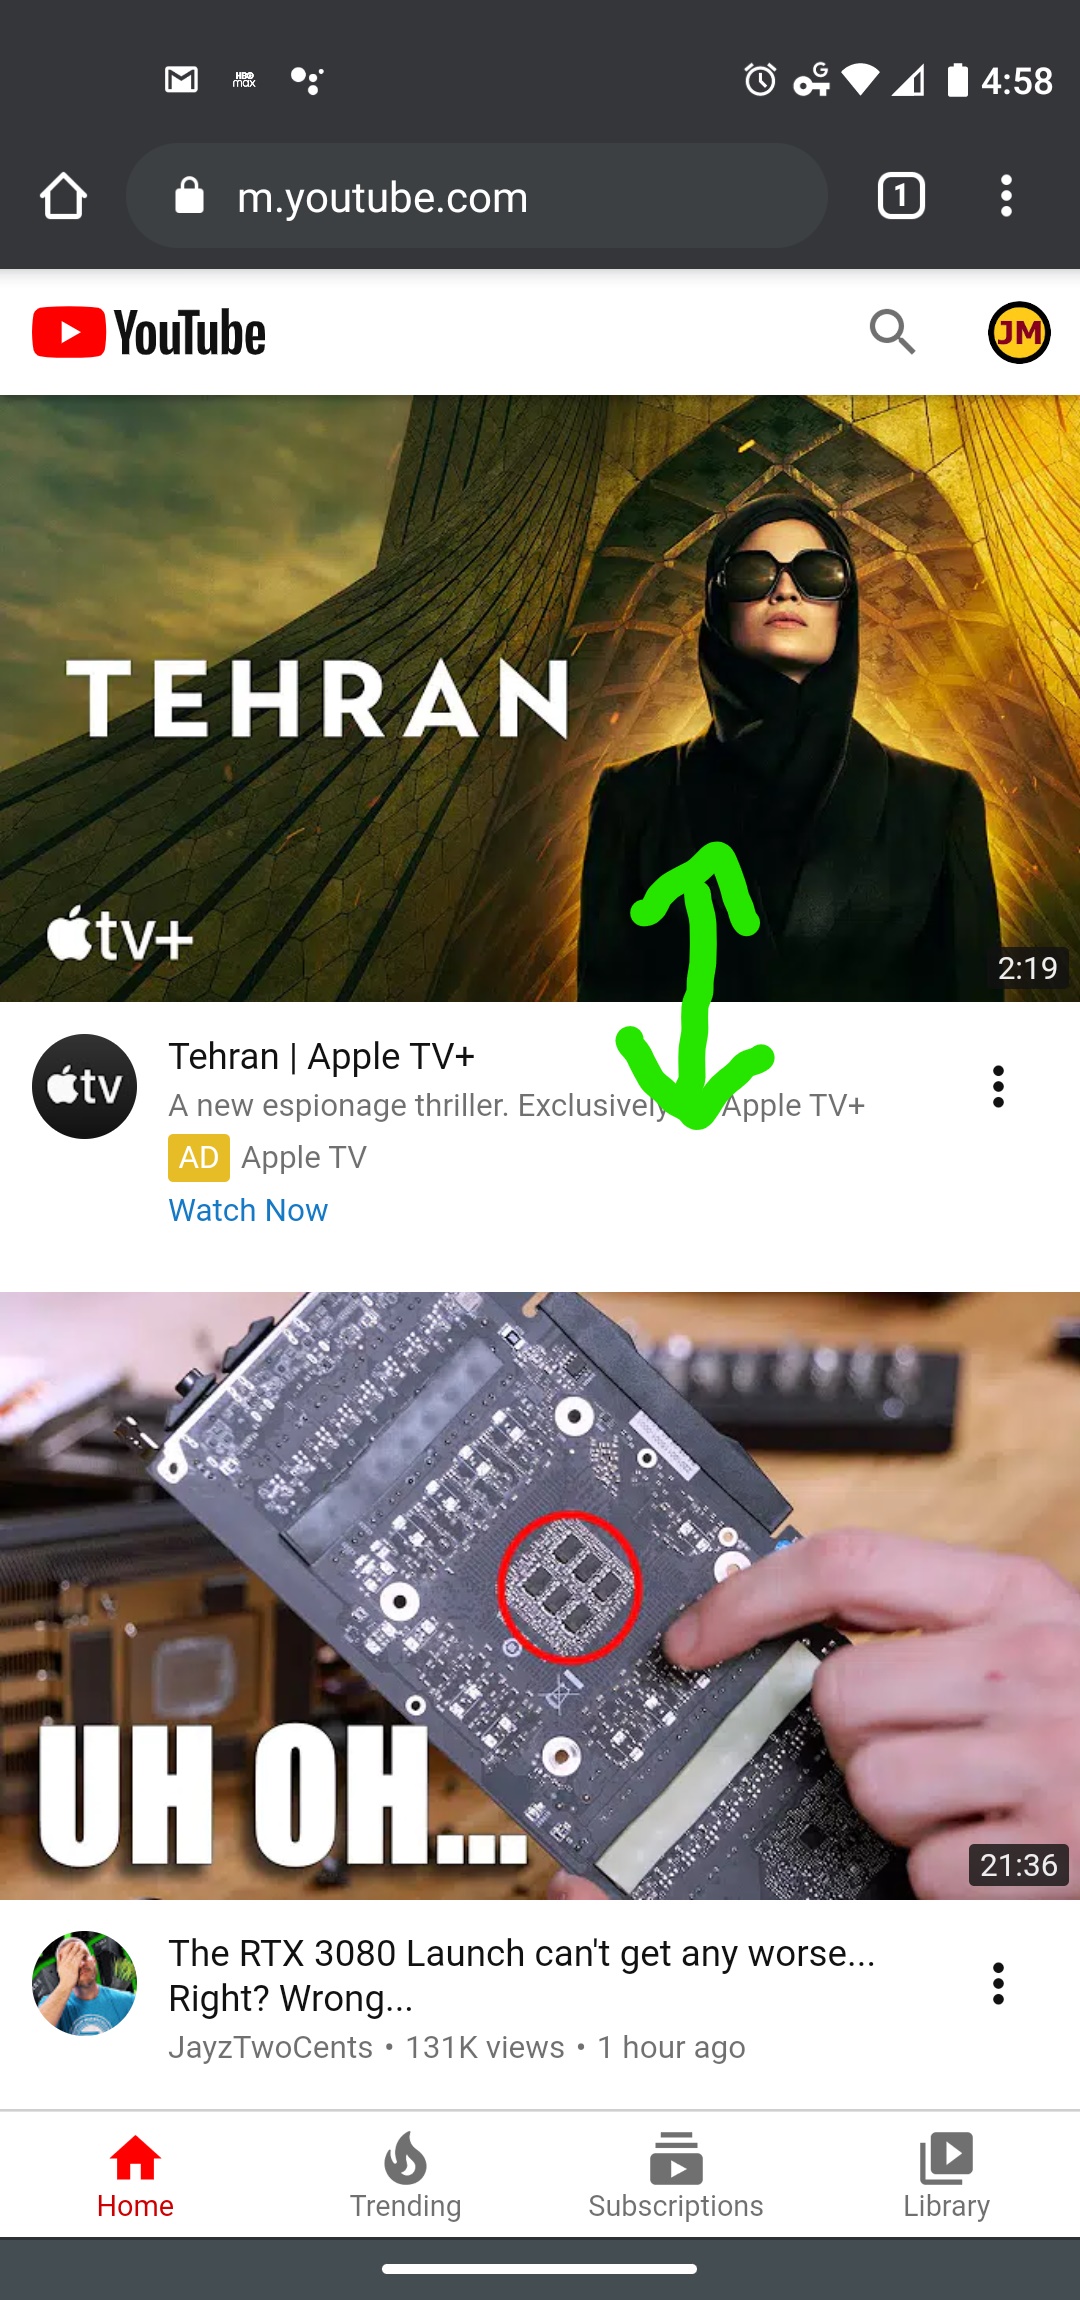 HBO
max
G
4:58
m.youtube.com
1
YouTube
JM
TEHRAN
tv+
2:19
tv
Tehran | Apple TV+
A new espionage thriller. Exclusively Apple TV+
AD Apple TV
Watch Now
UH OH...
21:36
The RTX 3080 Launch can't get any worse...
Right? Wrong...
JayzTwoCents • 131K views • 1 hour ago
Home Trending Subscriptions Library